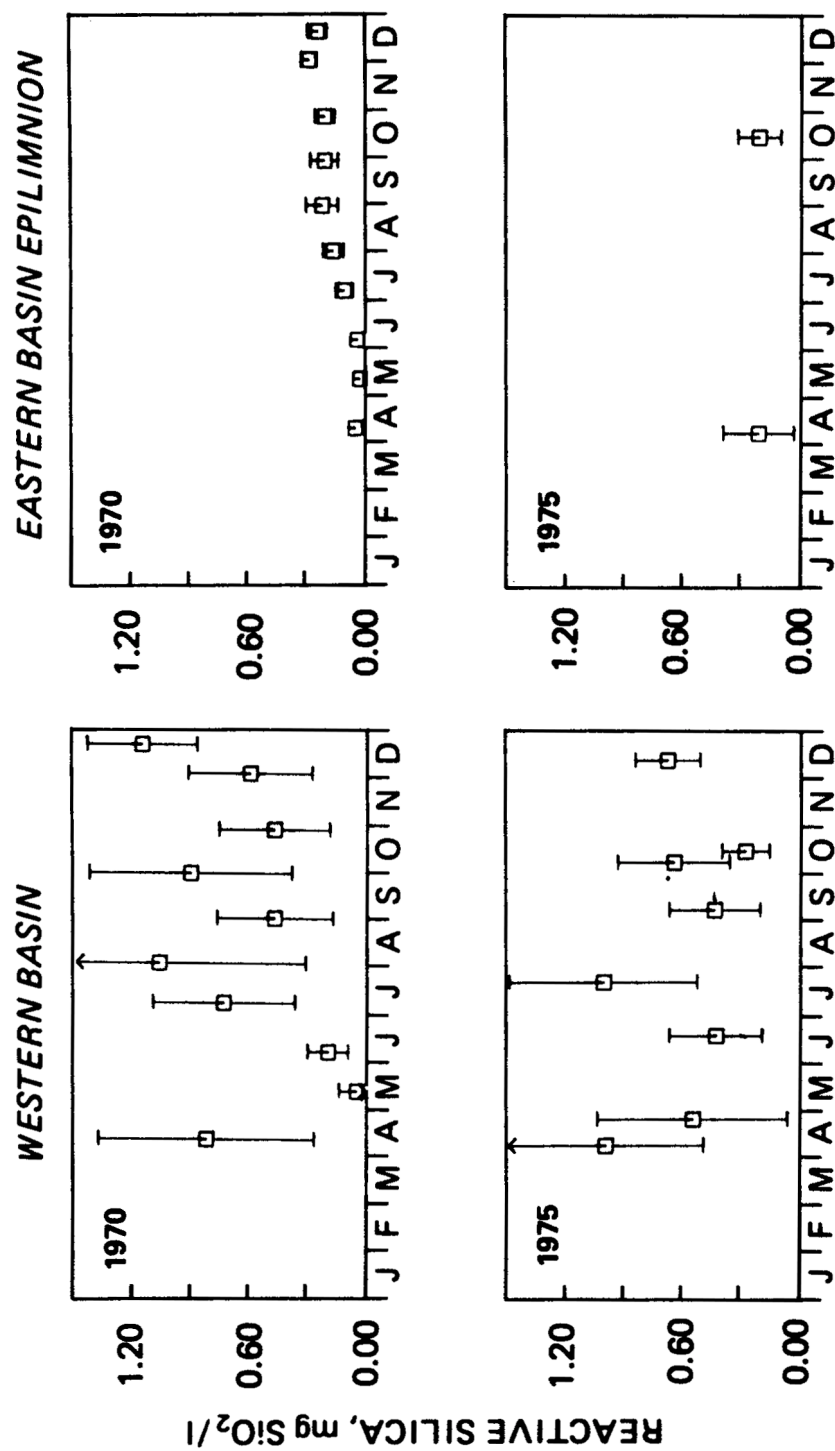 WESTERN BASIN
EASTERN BASIN EPILIMNION
REACTIVE SILICA, mg SiO₂/l
1970
1.20
0.60
0.00
J F M A M J J A S O N D
1970
1.20
0.60
0.00
J F M A M J J A S O N D
1975
1.20
0.60
0.00
J F M A M J J A S O N D
1975
1.20
0.60
0.00
J F M A M J J A S O N D